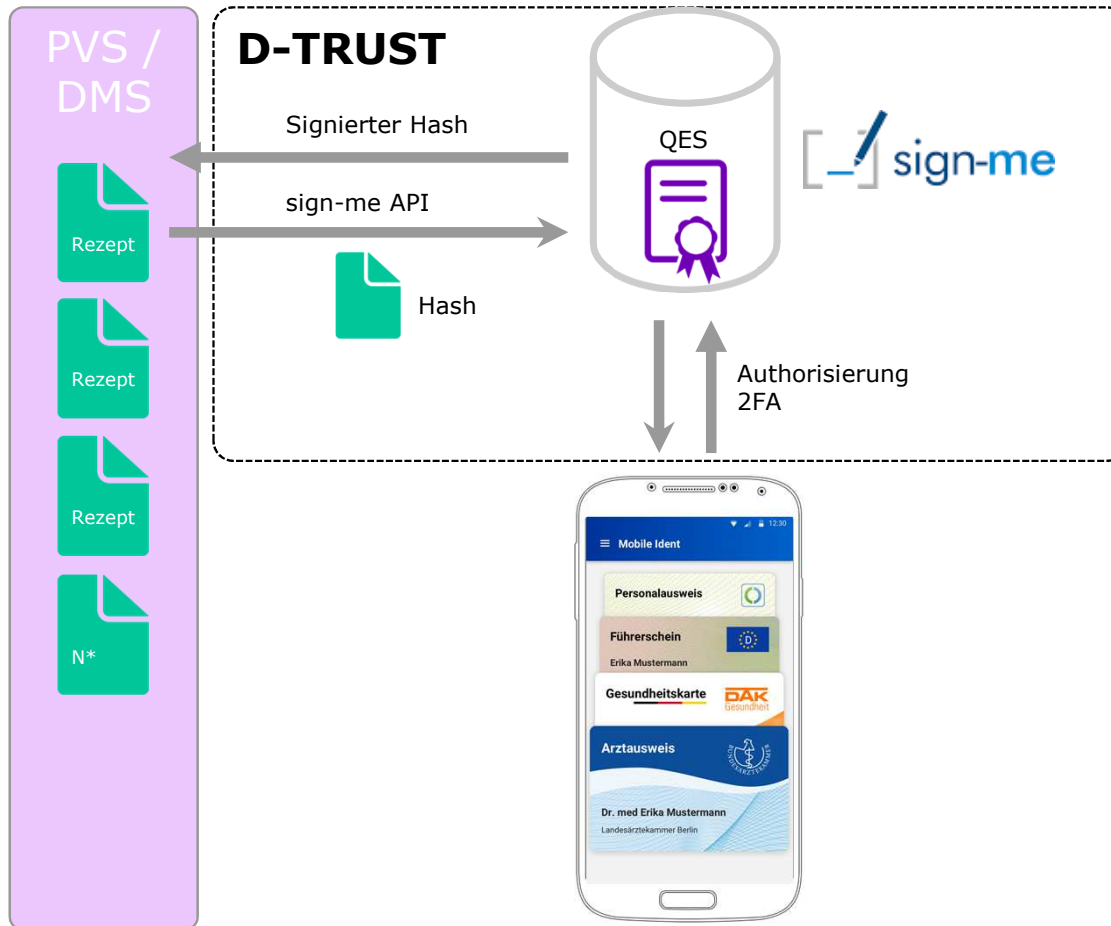 PVS /
DMS
Rezept
Rezept
Rezept
N*
D-TRUST
Signierter Hash
sign-me API
Hash
QES
sign-me
Authorisierung
2FA
12:30
Mobile Ident
Personalausweis
Führerschein
D
Erika Mustermann
Gesundheitskarte
DAK
Gesundheit
Arztausweis
BUNDESÄRZTEKAMMER
Dr. med Erika Mustermann
Landesärztekammer Berlin